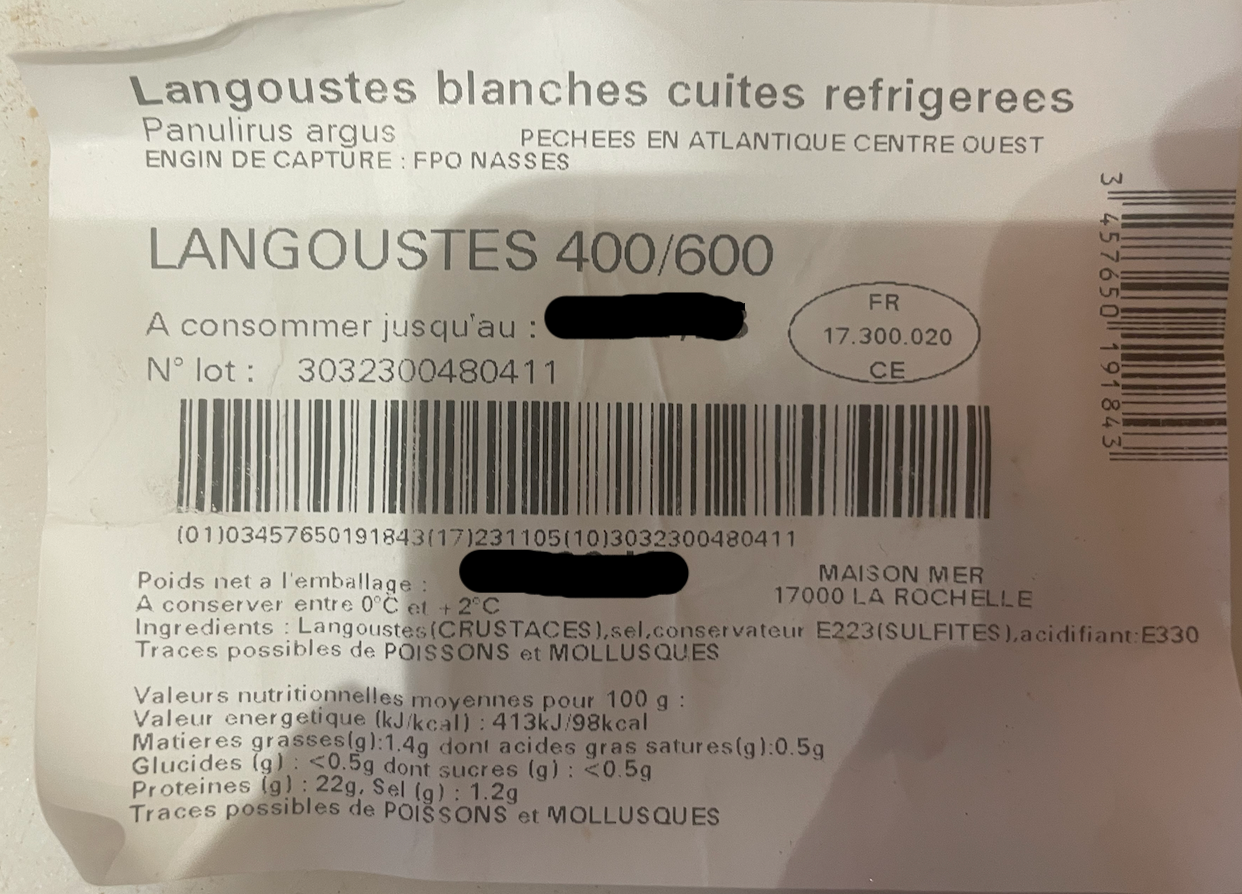 Langoustes blanches cuites refrigerees
Panulirus argus PECHEES EN ATLANTIQUE CENTRE OUEST
ENGIN DE CAPTURE : FPO NASSES
LANGOUSTES 400/600
A consommer jusqu'au :
FR
17.300.020
CE
N° lot : 3032300480411
3 457650 191843
(01)03457650191843(17)231105(10)3032300480411
Poids net a l'emballage :
MAISON MER
A conserver entre 0°C et +2°C
17000 LA ROCHELLE
Ingredients : Langoustes(CRUSTACES),sel,conservateur E223(SULFITES),acidifiant:E330
Traces possibles de POISSONS et MOLLUSQUES
Valeurs nutritionnelles moyennes pour 100 g :
Valeur energetique (kJ/kcal) : 413kJ/98kcal
Matieres grasses(g):1.4g dont acides gras satures(g):0.5g
Glucides (g) : <0.5g dont sucres (g) : <0.5g
Proteines (g) : 22g, Sel (g) : 1.2g
Traces possibles de POISSONS et MOLLUSQUES